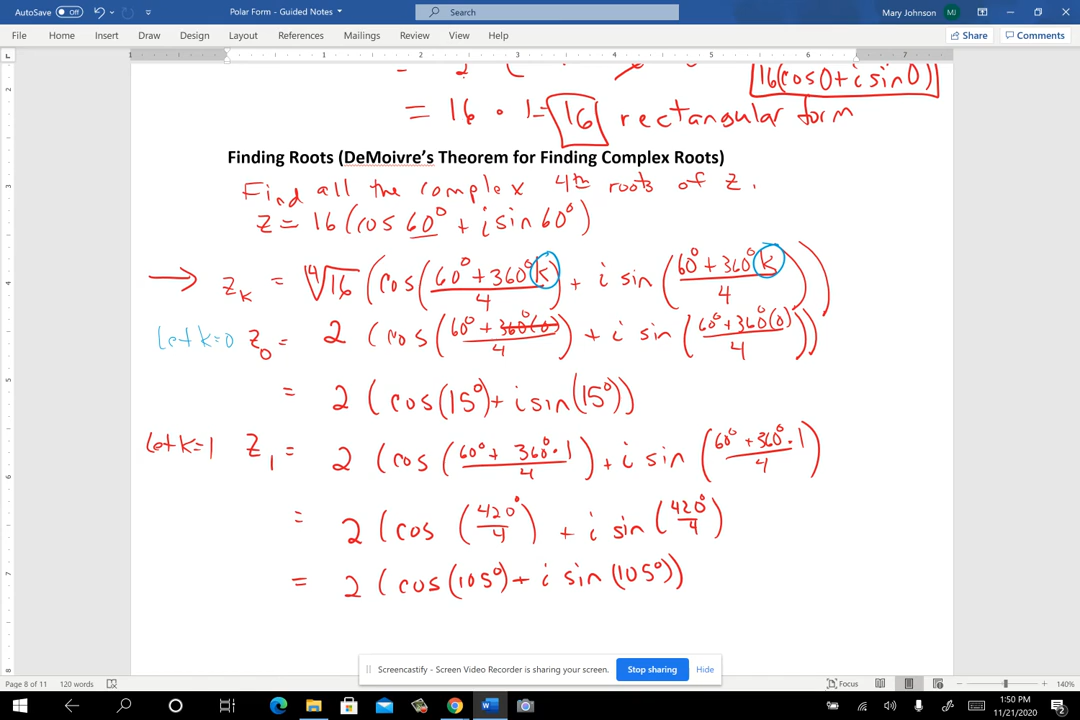 AutoSave Off
Polar Form - Guided Notes
Search
Mary Johnson MJ
File Home Insert Draw Design Layout References Mailings Review View Help
Share Comments
16(cos0+isin0)
= 16 · 1 = 16 rectangular form
Finding Roots (DeMoivre's Theorem for Finding Complex Roots)
Find all the complex 4th roots of z.
z = 16(cos 60° + i sin 60°)
→ z_k = ⁴√16 (cos((60° + 360°k)/4) + i sin((60° + 360°k)/4))
let k=0 z_0 = 2 (cos((60° + 360°(0))/4) + i sin((60° + 360°(0))/4))
= 2 (cos(15°) + i sin(15°))
let k=1 z_1 = 2 (cos((60° + 360°·1)/4) + i sin((60° + 360°·1)/4)
= 2 (cos(420°/4) + i sin(420°/4)
= 2 (cos(105°) + i sin(105°))
Screencastify - Screen Video Recorder is sharing your screen. Stop sharing Hide
Page 8 of 11 120 words
Focus
140%
1:50 PM
11/21/2020
2